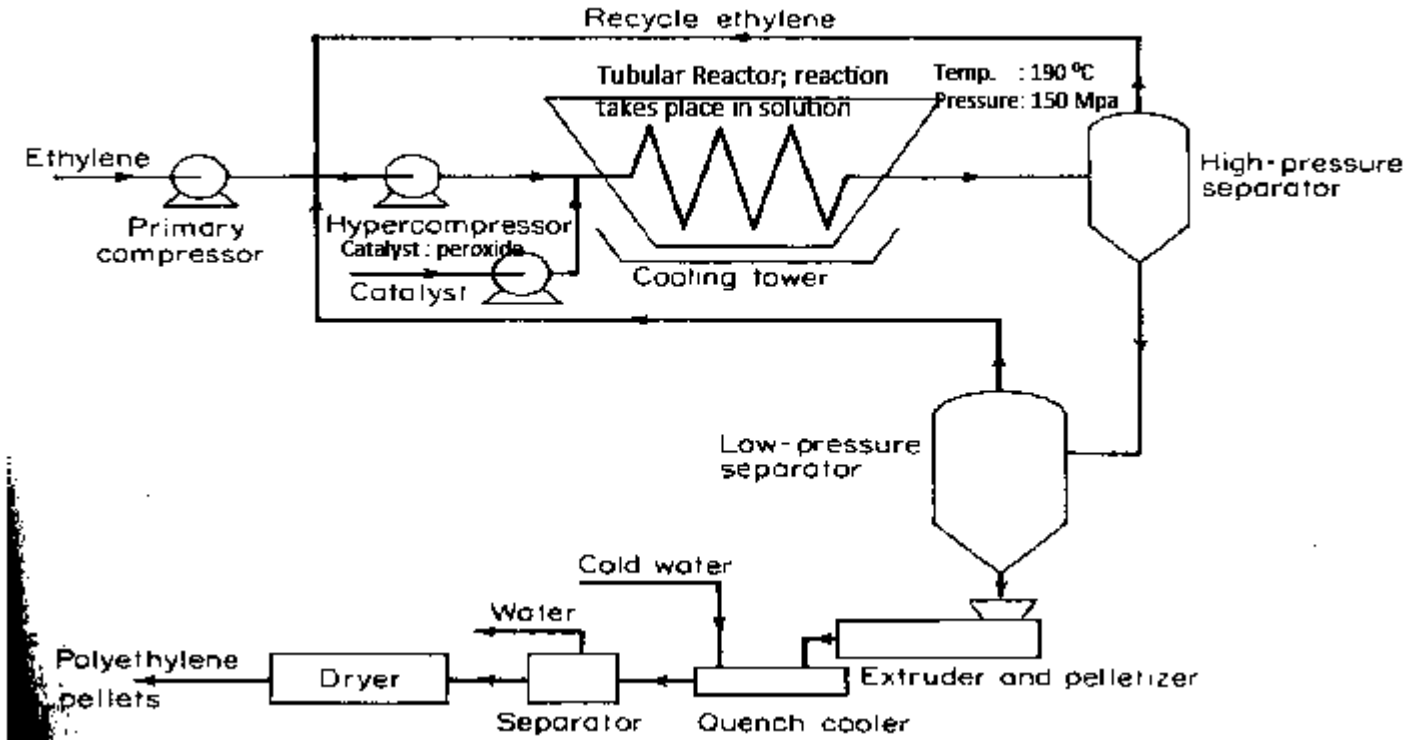 Recycle ethylene
Tubular Reactor; reaction
takes place in solution
Temp. : 190 ⁰C
Pressure: 150 Mpa
Ethylene
High-pressure
separator
Primary
compressor
Hypercompressor
Catalyst : peroxide
Catalyst
Cooling tower
Low-pressure
separator
Cold water
Water
Polyethylene
pellets
Dryer
Separator
Quench cooler
Extruder and pelletizer